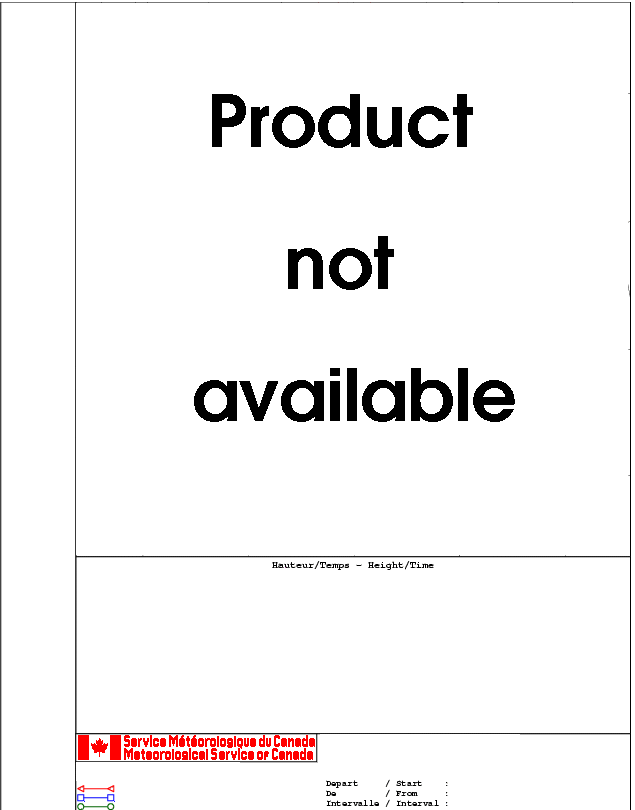 Product
not
available
Hauteur/Temps - Height/Time
Service Météorologique du Canada
Meteorological Service of Canada
Depart / Start :
De / From :
Intervalle / Interval :